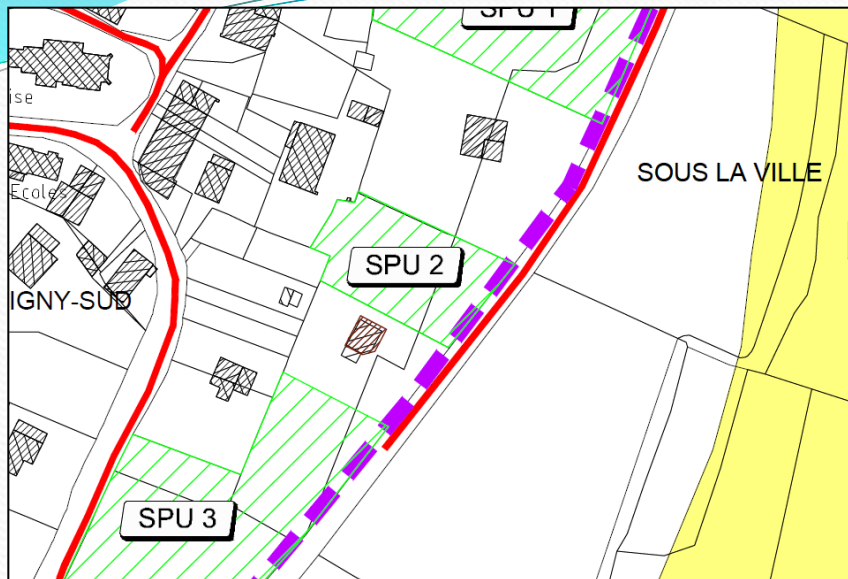 SPU 1
ise
SOUS LA VILLE
Ecoles
SPU 2
IGNY-SUD
SPU 3